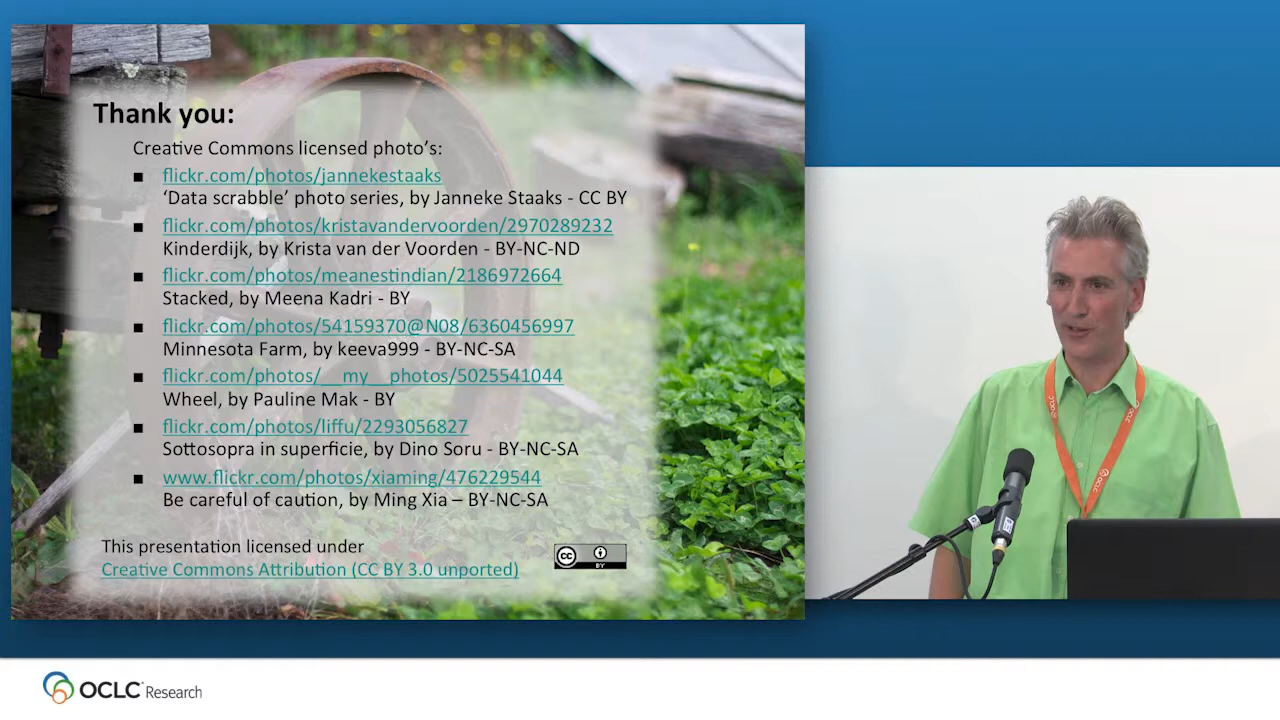 Thank you:
Creative Commons licensed photo's:
flickr.com/photos/jannekestaaks
‘Data scrabble’ photo series, by Janneke Staaks - CC BY
flickr.com/photos/kristavandervoorden/2970289232
Kinderdijk, by Krista van der Voorden - BY-NC-ND
flickr.com/photos/meanestindian/2186972664
Stacked, by Meena Kadri - BY
flickr.com/photos/54159370@N08/6360456997
Minnesota Farm, by keeva999 - BY-NC-SA
flickr.com/photos/__my__photos/5025541044
Wheel, by Pauline Mak - BY
flickr.com/photos/liffu/2293056827
Sottosopra in superficie, by Dino Soru - BY-NC-SA
www.flickr.com/photos/xiaming/476229544
Be careful of caution, by Ming Xia – BY-NC-SA
This presentation licensed under
Creative Commons Attribution (CC BY 3.0 unported)
cc BY
OCLC
OCLC Research